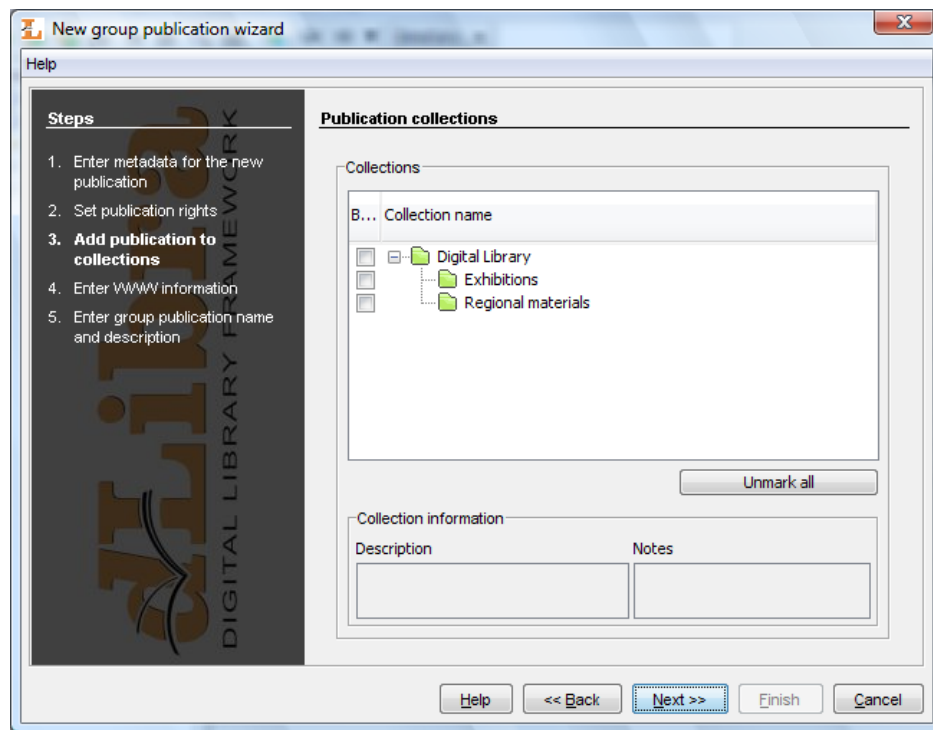 New group publication wizard
Help
Steps
1. Enter metadata for the new
publication
2. Set publication rights
3. Add publication to
collections
4. Enter WWW information
5. Enter group publication name
and description
dLibra
DIGITAL LIBRARY FRAMEWORK
Publication collections
Collections
B... Collection name
Digital Library
Exhibitions
Regional materials
Unmark all
Collection information
Description Notes
Help << Back Next >> Finish Cancel